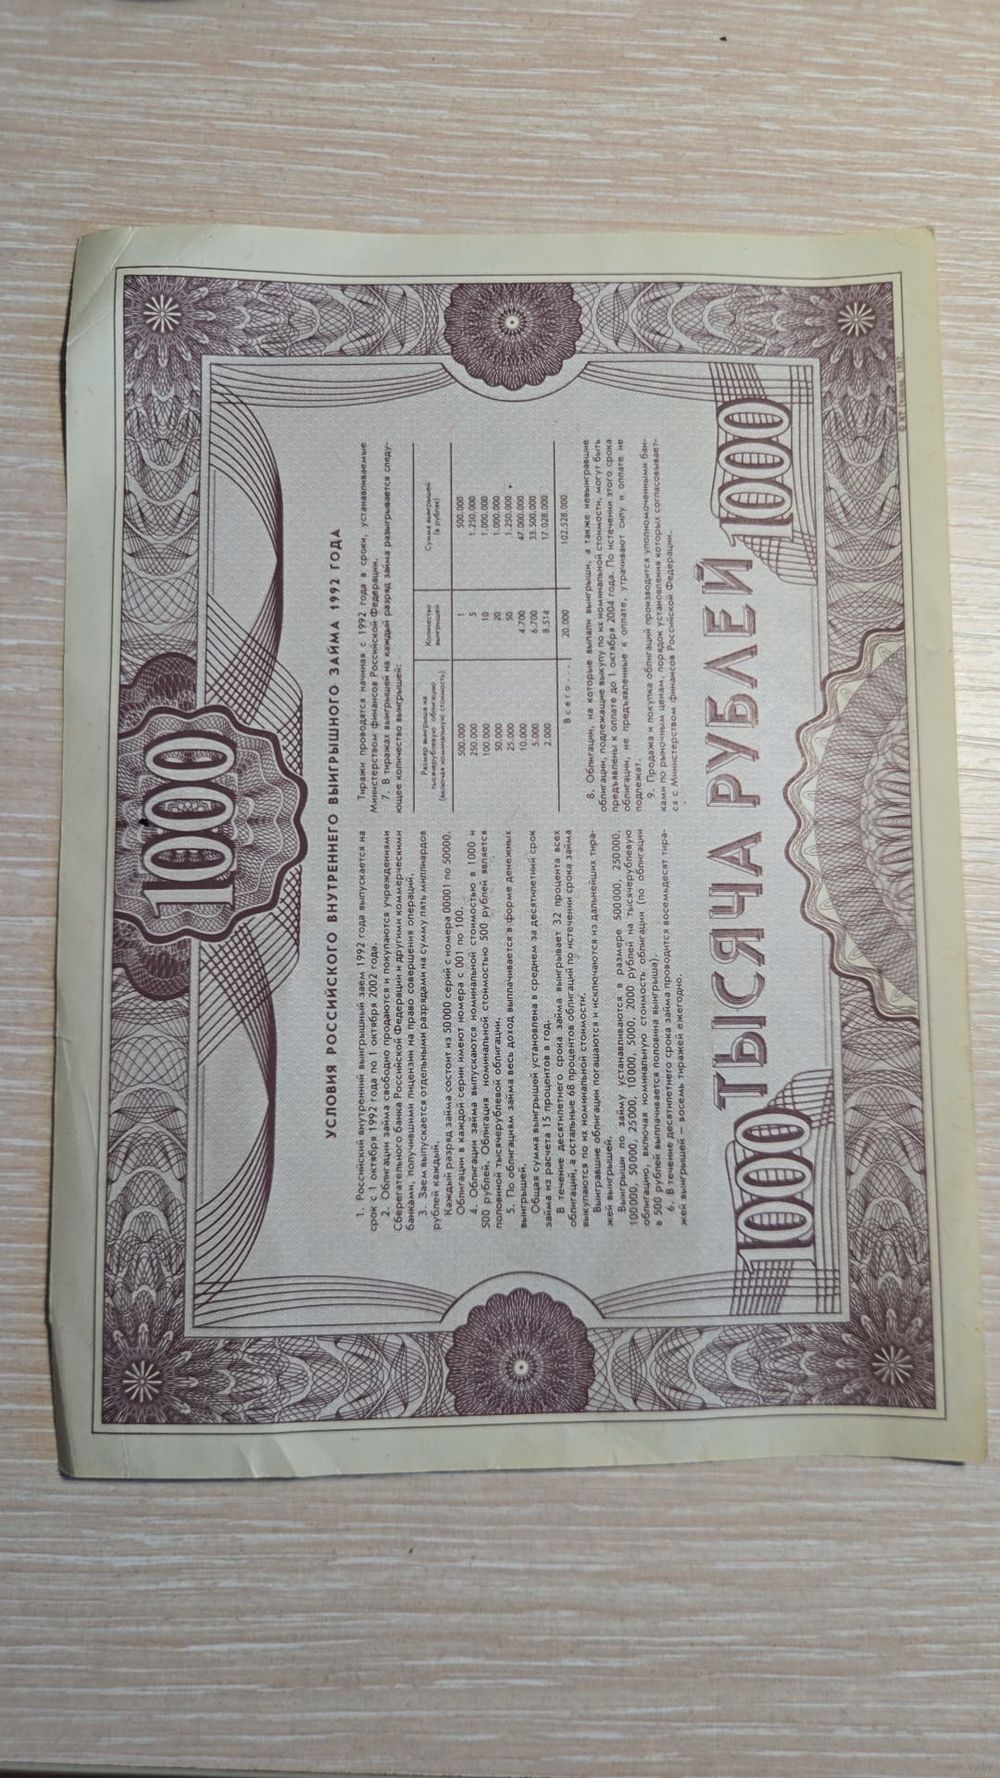 1000
УСЛОВИЯ РОССИЙСКОГО ВНУТРЕННЕГО ВЫИГРЫШНОГО ЗАЙМА 1992 ГОДА
1. Российский внутренний выигрышный заем 1992 года выпускается на
срок с 1 октября 1992 года по 1 октября 2002 года.
2. Облигации займа свободно продаются и покупаются учреждениями
Сберегательного банка Российской Федерации и другими коммерческими
банками, получившими лицензии на право совершения операций.
3. Заем выпускается отдельными разрядами на сумму пять миллиардов
рублей каждый.
Каждый разряд займа состоит из 50000 серий с номера 00001 по 50000.
Облигации в каждой серии имеют номера с 001 по 100.
4. Облигации займа выпускаются номинальной стоимостью в 1000 и
500 рублей. Облигация номинальной стоимостью 500 рублей является
половиной тысячерублевой облигации.
5. По облигациям займа весь доход выплачивается в форме денежных
выигрышей.
Общая сумма выигрышей установлена в среднем за десятилетний срок
займа из расчета 15 процентов в год.
В течение десятилетнего срока займа выигрывает 32 процента всех
облигаций, а остальные 68 процентов облигаций по истечении срока займа
выкупаются по их номинальной стоимости.
Выигравшие облигации погашаются и исключаются из дальнейших тира-
жей выигрышей.
Выигрыши по займу устанавливаются в размере 500000, 250000,
100000, 50000, 25000, 10000, 5000, 2000 рублей на тысячерублевую
облигацию, включая номинальную стоимость облигации (по облигации
в 500 рублей выплачивается половина выигрыша).
6. В течение десятилетнего срока займа проводится восемьдесят тира-
жей выигрышей — восемь тиражей ежегодно.
Тиражи проводятся начиная с 1992 года в сроки, устанавливаемые
Министерством финансов Российской Федерации.
7. В тиражах выигрышей на каждый разряд займа разыгрывается следу-
ющее количество выигрышей:
Размер выигрыша на тысячерублевую облигацию (включая номинальную стоимость) Количество выигрышей Сумма выигрышей (в рублях)
500.000 1 500.000
250.000 5 1.250.000
100.000 10 1.000.000
50.000 20 1.000.000
25.000 50 1.250.000
10.000 4.700 47.000.000
5.000 6.700 33.500.000
2.000 8.514 17.028.000
Всего.... 20.000 102.528.000
8. Облигации, на которые выпали выигрыши, а также невыигравшие
облигации, подлежащие выкупу по их номинальной стоимости, могут быть
предъявлены к оплате до 1 октября 2004 года. По истечении этого срока
облигации, не предъявленные к оплате, утрачивают силу и оплате не
подлежат.
9. Продажа и покупка облигаций производится уполномоченными бан-
ками по рыночным ценам, порядок установления которых согласовывает-
ся с Министерством финансов Российской Федерации.
1000 ТЫСЯЧА РУБЛЕЙ 1000
1992